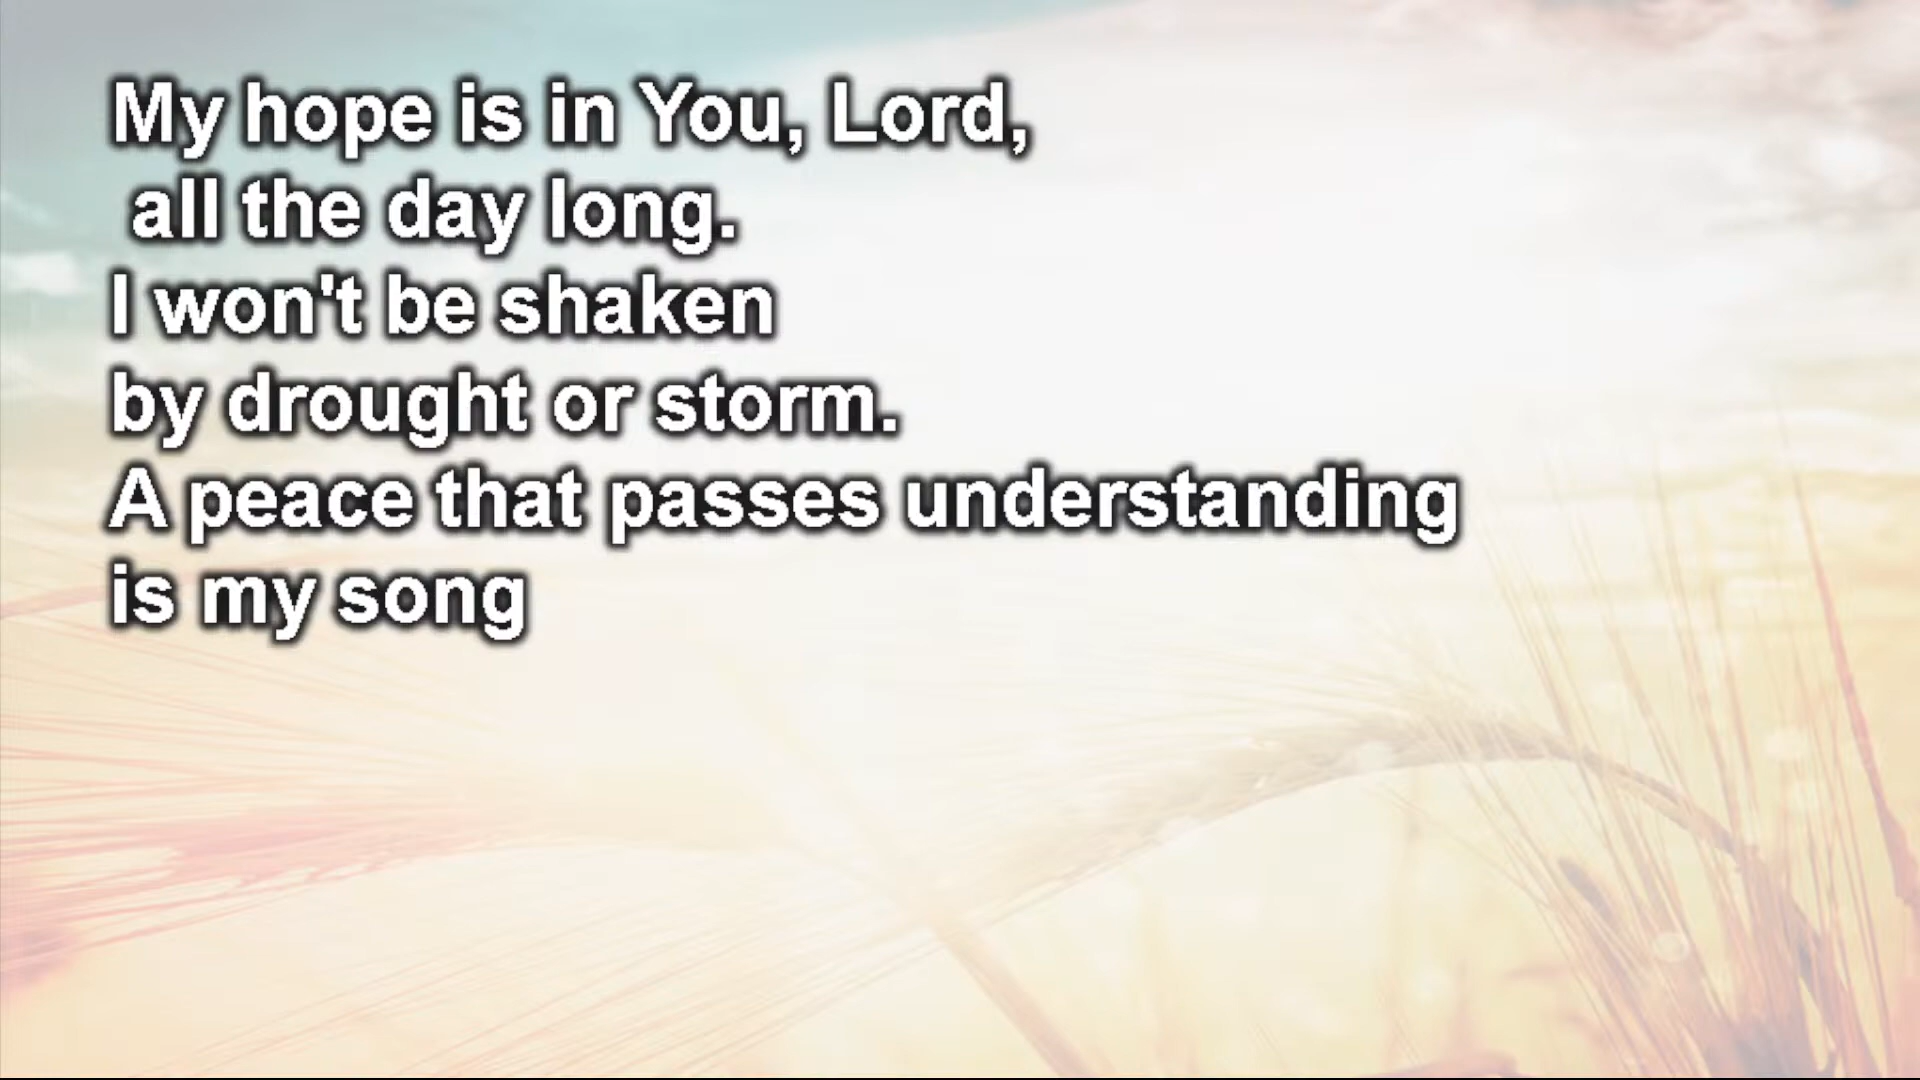 My hope is in You, Lord,
all the day long.
I won't be shaken
by drought or storm.
A peace that passes understanding
is my song